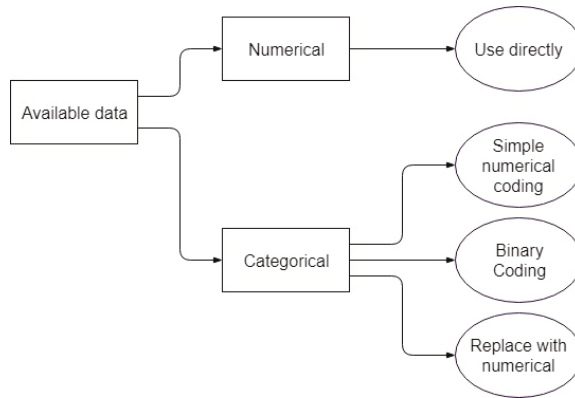 Available data
Numerical
Use directly
Categorical
Simple
numerical
coding
Binary
Coding
Replace with
numerical